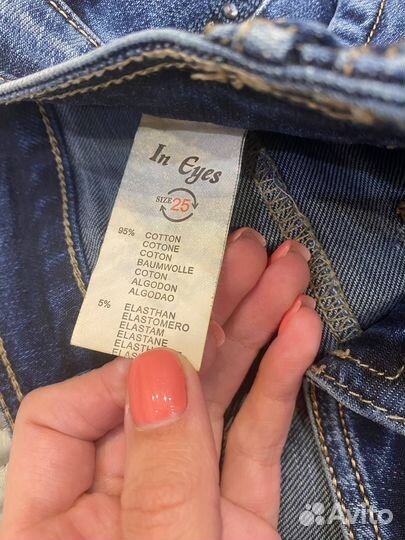 In Eyes
SIZE 25
95% COTTON
COTONE
COTON
BAUMWOLLE
COTON
ALGODON
ALGODAO
5% ELASTHAN
ELASTOMERO
ELASTAM
ELASTANE
Avito